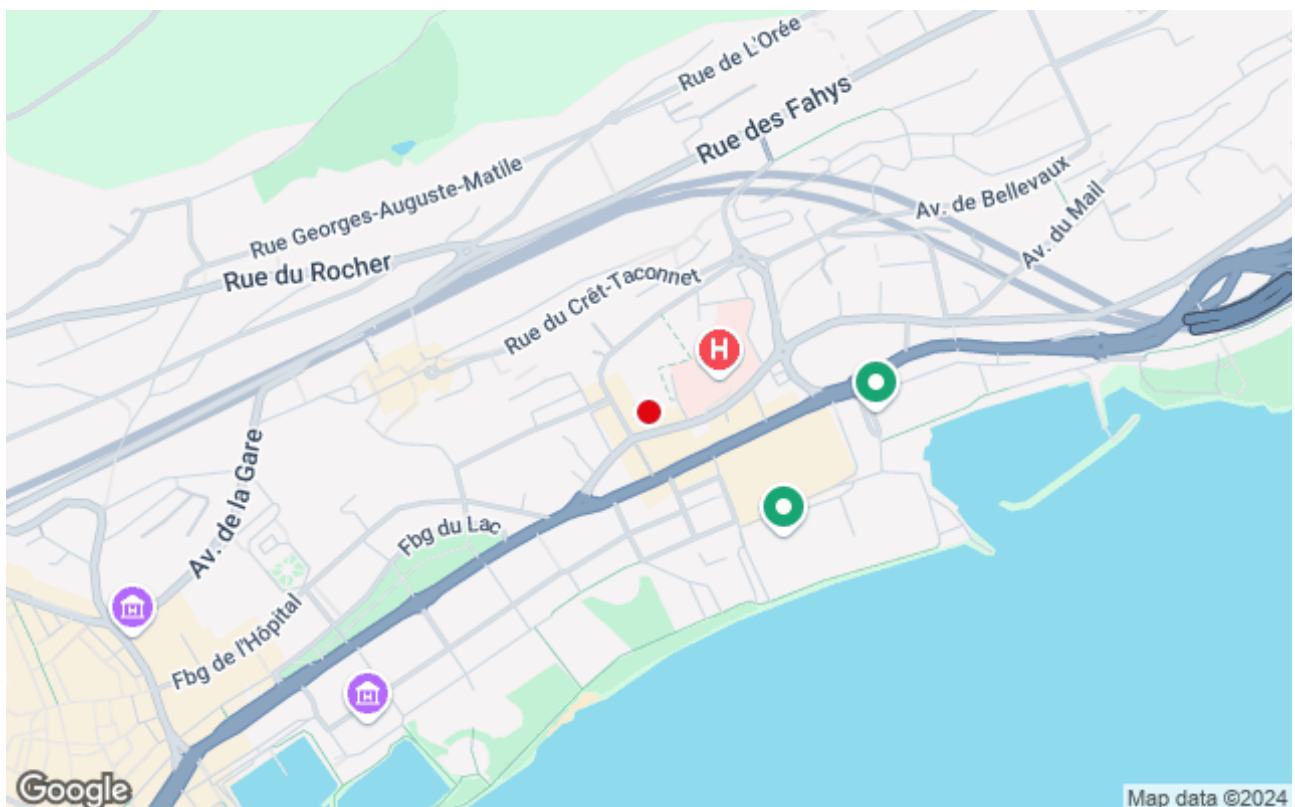 Rue de L'Orée
Rue des Fahys
Rue Georges-Auguste-Matile
Av. de Bellevaux
Av. du Mail
Rue du Rocher
Rue du Crêt-Taconnet
H
Av. de la Gare
Fbg du Lac
Fbg de l'Hôpital
Google
Map data ©2024